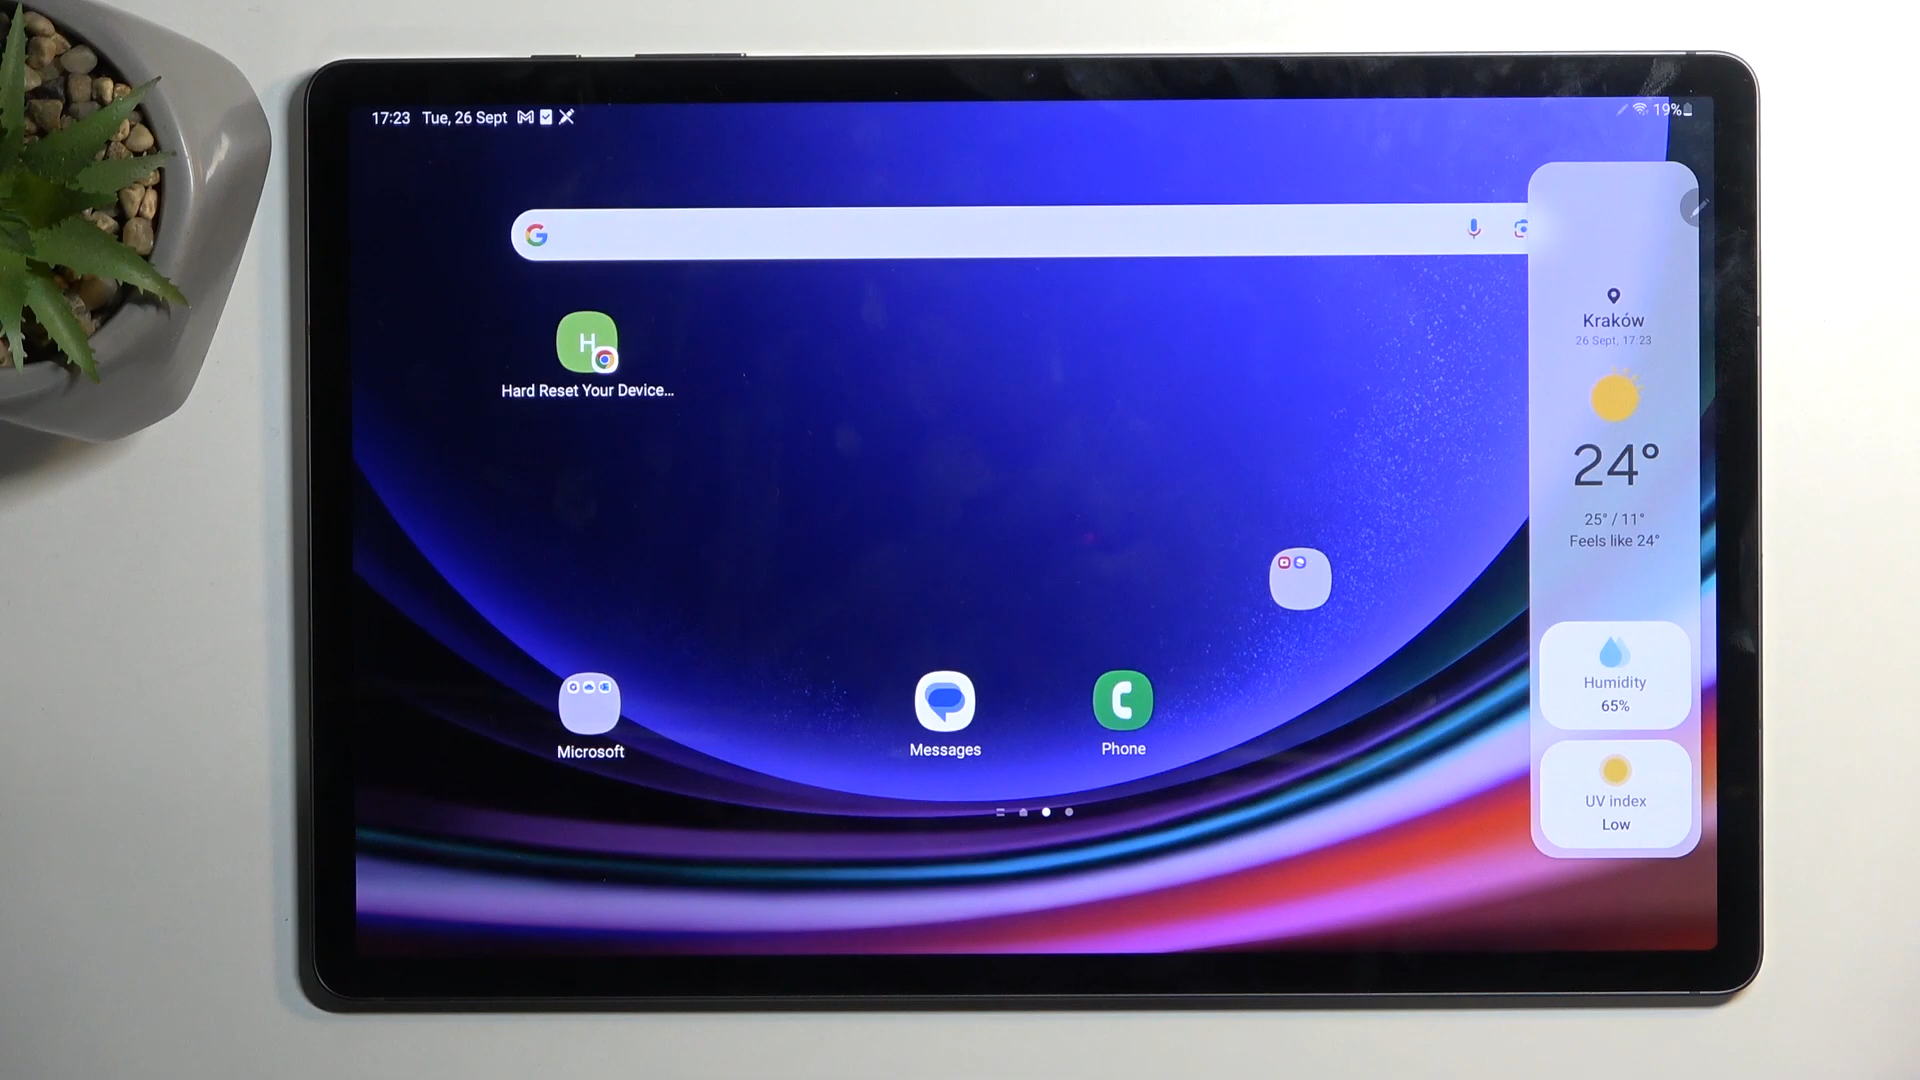 17:23 Tue, 26 Sept
19%
H
Hard Reset Your Device...
Kraków
26 Sept, 17:23
24°
25° / 11°
Feels like 24°
Humidity
65%
UV index
Low
Microsoft
Messages
Phone